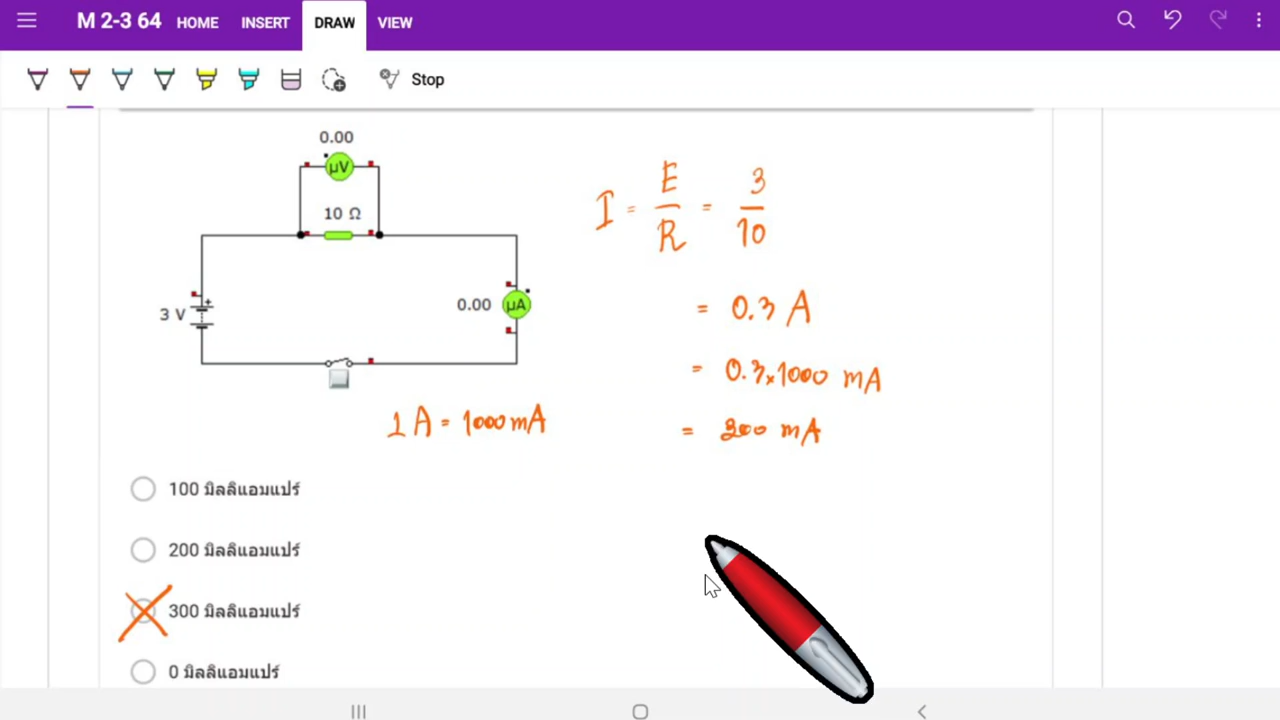 M 2-3 64 HOME INSERT DRAW VIEW
Stop
0.00
µV
10 Ω
3 V
0.00 µA
I = E/R = 3/10
= 0.3 A
= 0.3x1000 mA
= 300 mA
1 A = 1000 mA
100 มิลลิแอมแปร์
200 มิลลิแอมแปร์
300 มิลลิแอมแปร์
0 มิลลิแอมแปร์